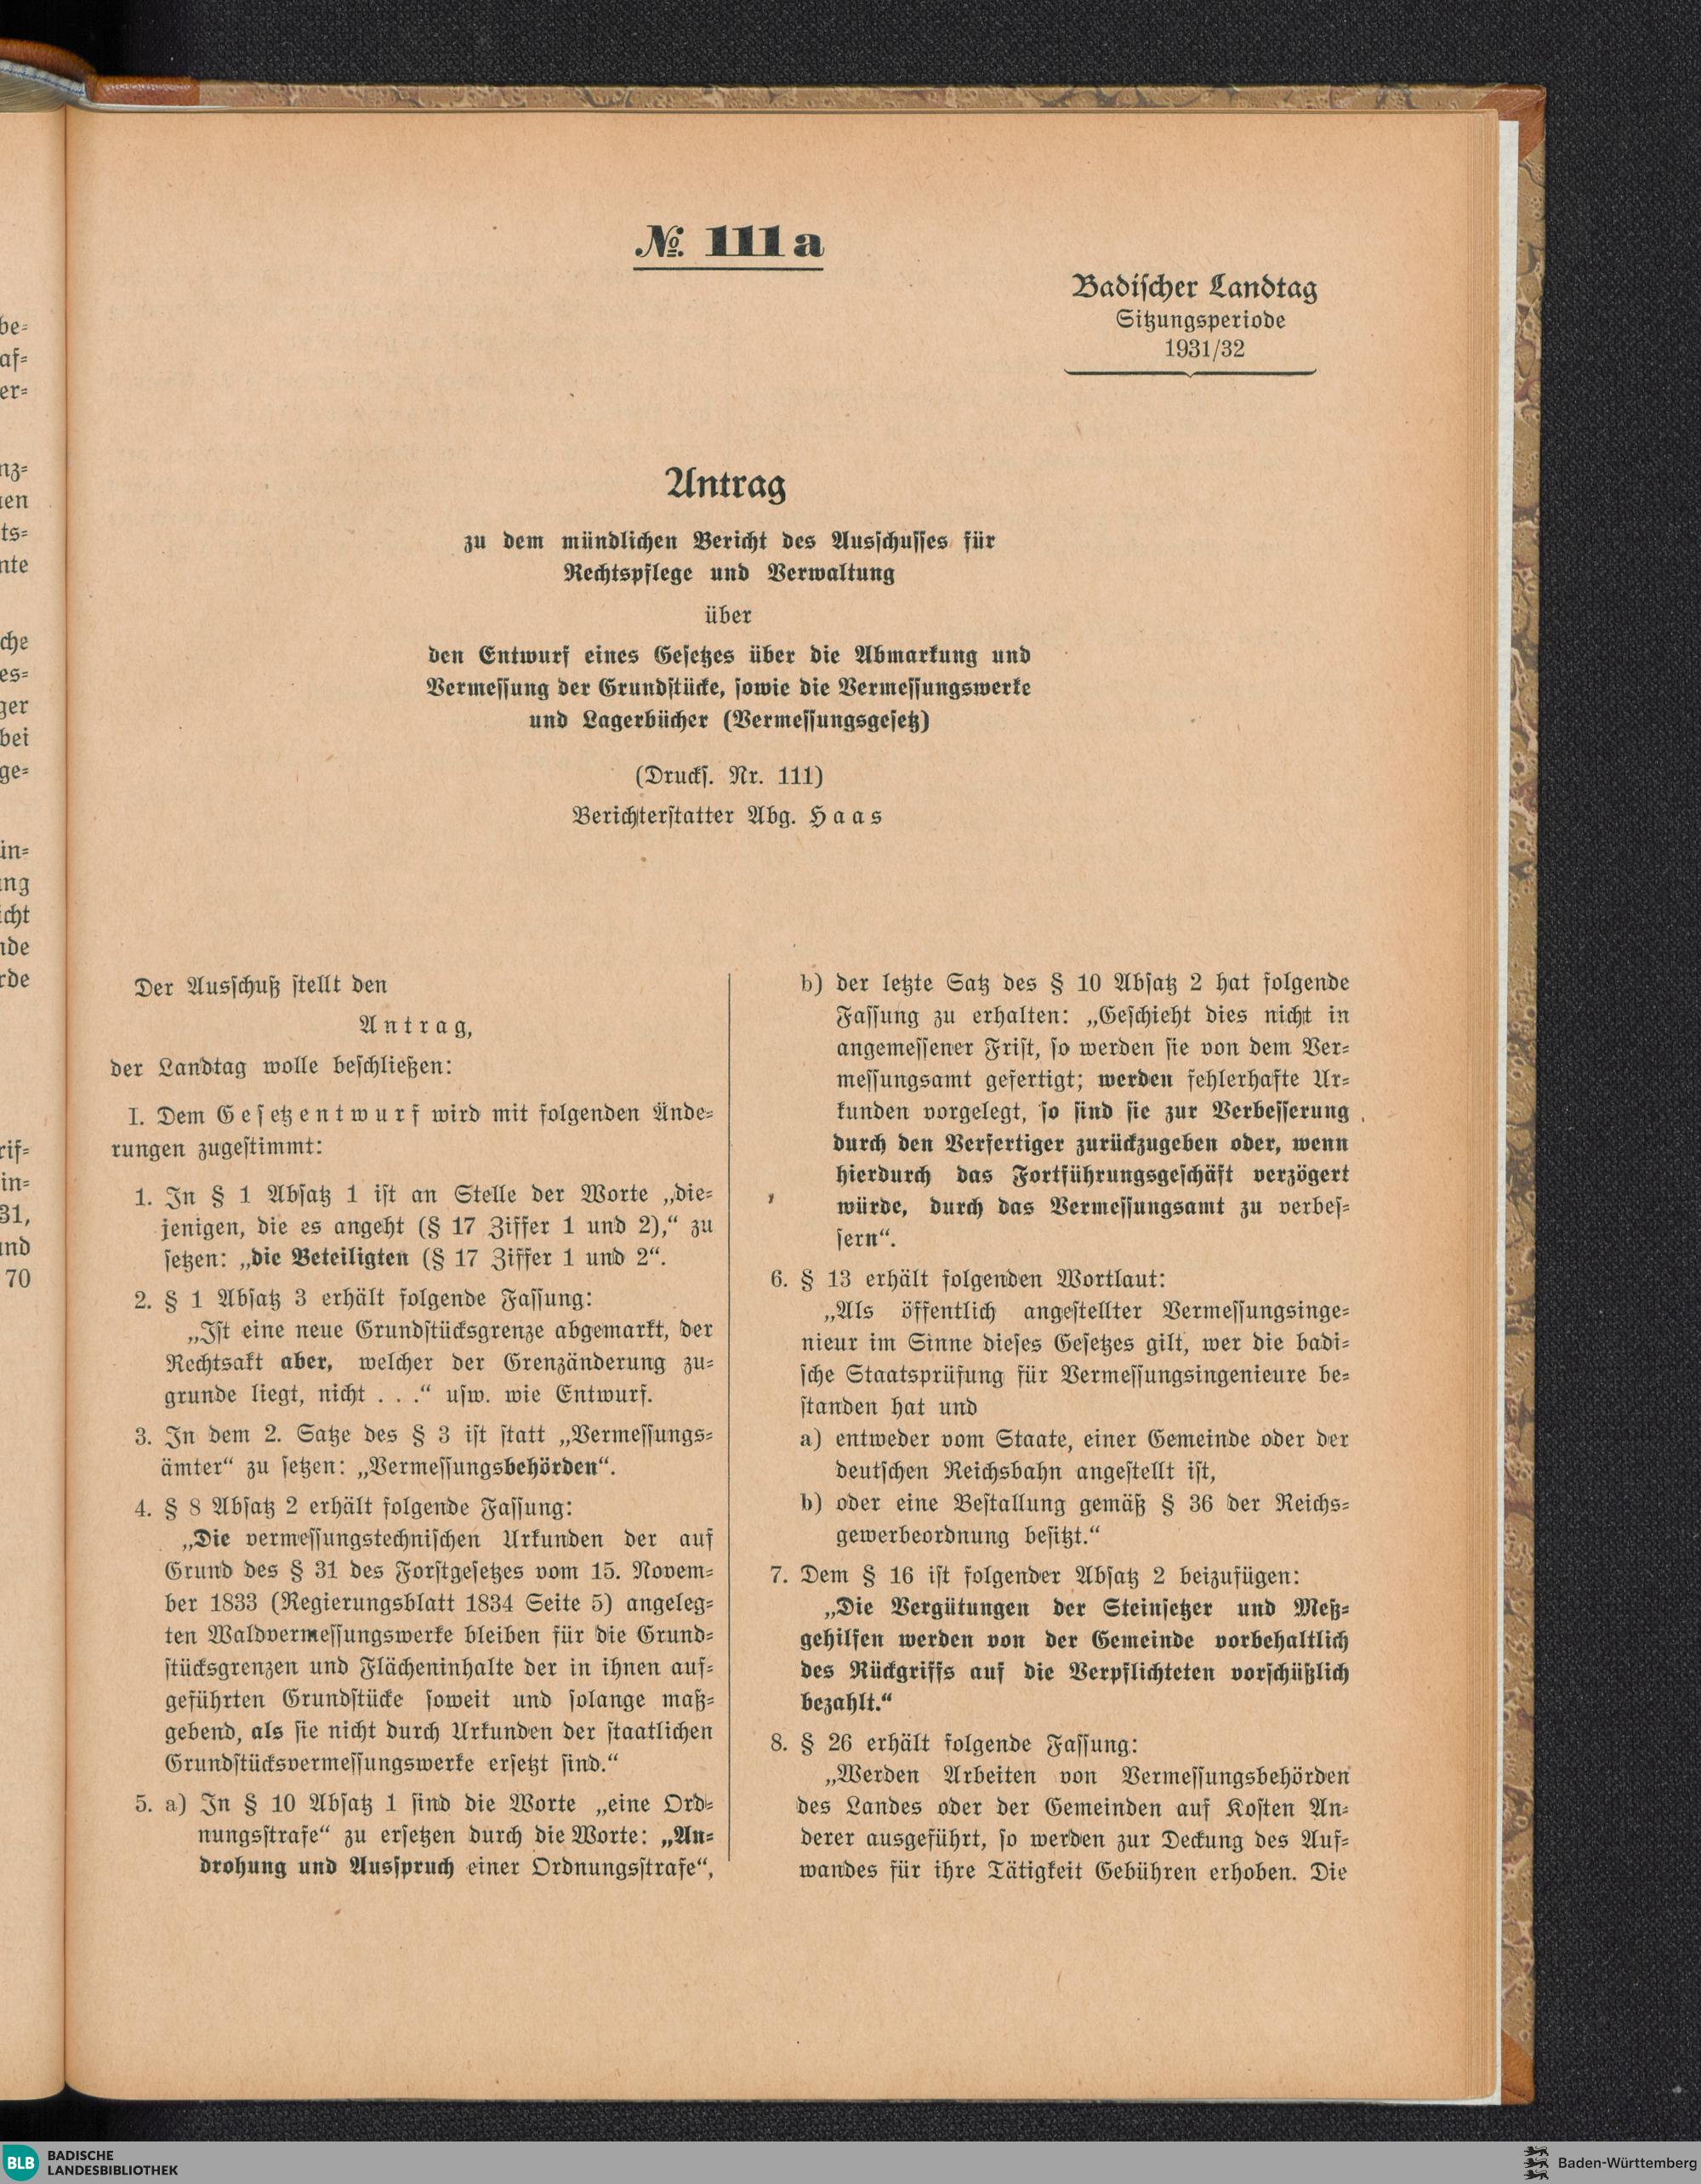 №. 111a
Badischer Landtag
Sitzungsperiode
1931/32
Antrag
zu dem mündlichen Bericht des Ausschusses für
Rechtspflege und Verwaltung
über
den Entwurf eines Gesetzes über die Abmarkung und
Vermessung der Grundstücke, sowie die Vermessungswerke
und Lagerbücher (Vermessungsgesetz)
(Drucks. Nr. 111)
Berichterstatter Abg. Haas
Der Ausschuß stellt den
Antrag,
der Landtag wolle beschließen:
I. Dem Gesetzentwurf wird mit folgenden Ände-
rungen zugestimmt:
1. In § 1 Absatz 1 ist an Stelle der Worte „die-
jenigen, die es angeht (§ 17 Ziffer 1 und 2),“ zu
setzen: „die Beteiligten (§ 17 Ziffer 1 und 2“.
2. § 1 Absatz 3 erhält folgende Fassung:
„Ist eine neue Grundstücksgrenze abgemarkt, der
Rechtsakt aber, welcher der Grenzänderung zu-
grunde liegt, nicht . . .“ usw. wie Entwurf.
3. In dem 2. Satze des § 3 ist statt „Vermessungs-
ämter“ zu setzen: „Vermessungsbehörden“.
4. § 8 Absatz 2 erhält folgende Fassung:
„Die vermessungstechnischen Urkunden der auf
Grund des § 31 des Forstgesetzes vom 15. Novem-
ber 1833 (Regierungsblatt 1834 Seite 5) angeleg-
ten Waldvermessungswerke bleiben für die Grund-
stücksgrenzen und Flächeninhalte der in ihnen auf-
geführten Grundstücke soweit und solange maß-
gebend, als sie nicht durch Urkunden der staatlichen
Grundstücksvermessungswerke ersetzt sind.“
5. a) In § 10 Absatz 1 sind die Worte „eine Ord-
nungsstrafe“ zu ersetzen durch die Worte: „An-
drohung und Ausspruch einer Ordnungsstrafe“,
b) der letzte Satz des § 10 Absatz 2 hat folgende
Fassung zu erhalten: „Geschieht dies nicht in
angemessener Frist, so werden sie von dem Ver-
messungsamt gefertigt; werden fehlerhafte Ur-
kunden vorgelegt, so sind sie zur Verbesserung
durch den Verfertiger zurückzugeben oder, wenn
hierdurch das Fortführungsgeschäft verzögert
würde, durch das Vermessungsamt zu verbes-
sern“.
6. § 13 erhält folgenden Wortlaut:
„Als öffentlich angestellter Vermessungsinge-
nieur im Sinne dieses Gesetzes gilt, wer die badi-
sche Staatsprüfung für Vermessungsingenieure be-
standen hat und
a) entweder vom Staate, einer Gemeinde oder der
deutschen Reichsbahn angestellt ist,
b) oder eine Bestallung gemäß § 36 der Reichs-
gewerbeordnung besitzt.“
7. Dem § 16 ist folgender Absatz 2 beizufügen:
„Die Vergütungen der Steinsetzer und Meß-
gehilfen werden von der Gemeinde vorbehaltlich
des Rückgriffs auf die Verpflichteten vorschüßlich
bezahlt.“
8. § 26 erhält folgende Fassung:
„Werden Arbeiten von Vermessungsbehörden
des Landes oder der Gemeinden auf Kosten An-
derer ausgeführt, so werden zur Deckung des Auf-
wandes für ihre Tätigkeit Gebühren erhoben. Die
be-
af-
er-
nz-
ts-
che
es-
ger
bei
ge-
in-
31,
70
BLB BADISCHE
LANDESBIBLIOTHEK
Baden-Württemberg